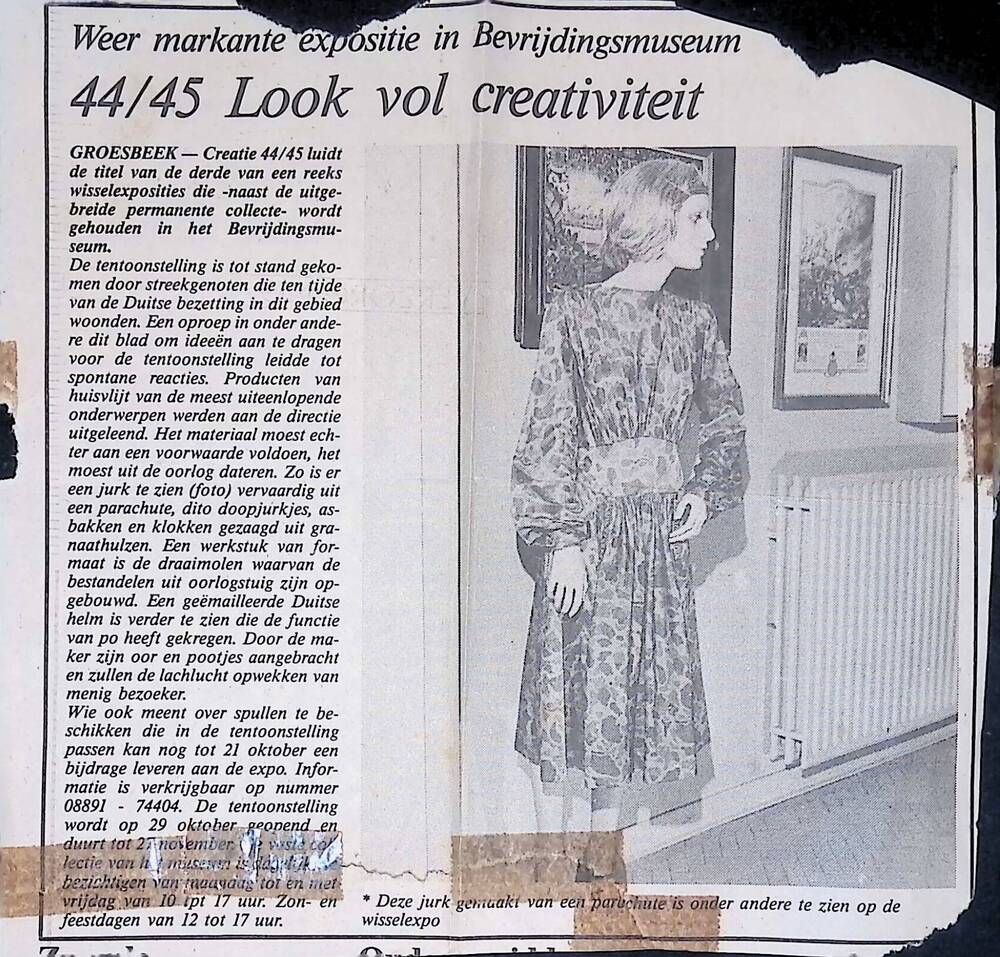 Weer markante expositie in Bevrijdingsmuseum
44/45 Look vol creativiteit
GROESBEEK — Creatie 44/45 luidt
de titel van de derde van een reeks
wisselexposities die -naast de uitge-
breide permanente collecte- wordt
gehouden in het Bevrijdingsmu-
seum.
De tentoonstelling is tot stand geko-
men door streekgenoten die ten tijde
van de Duitse bezetting in dit gebied
woonden. Een oproep in onder ande-
re dit blad om ideeën aan te dragen
voor de tentoonstelling leidde tot
spontane reacties. Producten van
huisvlijt van de meest uiteenlopende
onderwerpen werden aan de directie
uitgeleend. Het materiaal moest ech-
ter aan een voorwaarde voldoen, het
moest uit de oorlog dateren. Zo is er
een jurk te zien (foto) vervaardig uit
een parachute, dito doopjurkjes, as-
bakken en klokken gezaagd uit gra-
naathulzen. Een werkstuk van for-
maat is de draaimolen waarvan de
bestandelen uit oorlogstuig zijn op-
gebouwd. Een geëmailleerde Duitse
helm is verder te zien die de functie
van po heeft gekregen. Door de ma-
ker zijn oor en pootjes aangebracht
en zullen de lachlucht opwekken van
menig bezoeker.
Wie ook meent over spullen te be-
schikken die in de tentoonstelling
passen kan nog tot 21 oktober een
bijdrage leveren aan de expo. Infor-
matie is verkrijgbaar op nummer
08891 - 74404. De tentoonstelling
wordt op 29 oktober geopend en
duurt tot 27 november. De vaste col-
lectie van het museum is
bezichtigen van maandag tot en met
vrijdag van 10 tot 17 uur. Zon- en
feestdagen van 12 tot 17 uur.
* Deze jurk gemaakt van een parachute is onder andere te zien op de
wisselexpo